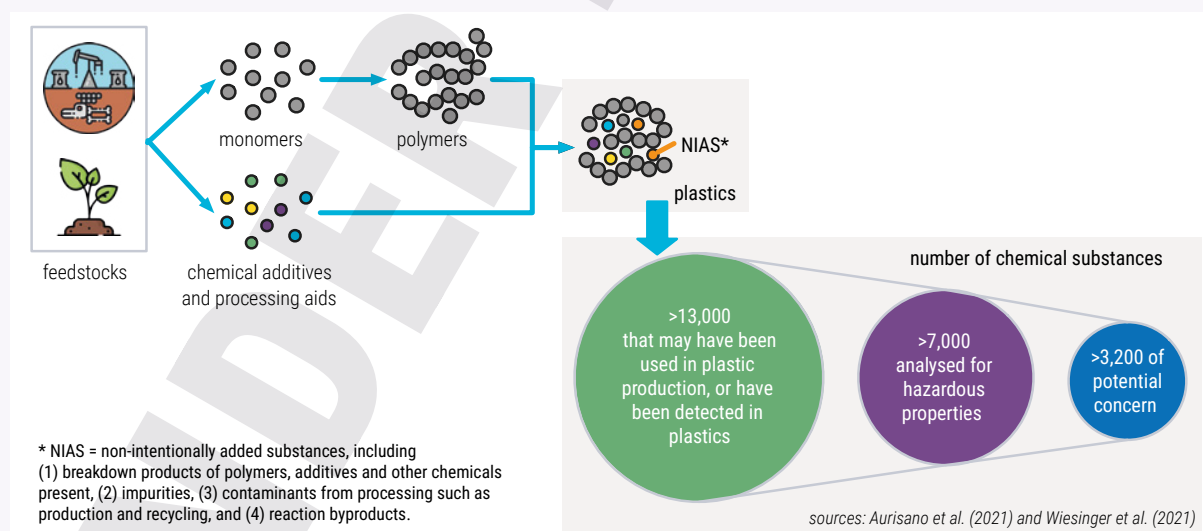 monomers
polymers
NIAS*
plastics
feedstocks
chemical additives
and processing aids
number of chemical substances
>13,000
that may have been
used in plastic
production, or have
been detected in
plastics
>7,000
analysed for
hazardous
properties
>3,200 of
potential
concern
* NIAS = non-intentionally added substances, including
(1) breakdown products of polymers, additives and other chemicals
present, (2) impurities, (3) contaminants from processing such as
production and recycling, and (4) reaction byproducts.
sources: Aurisano et al. (2021) and Wiesinger et al. (2021)
NDER